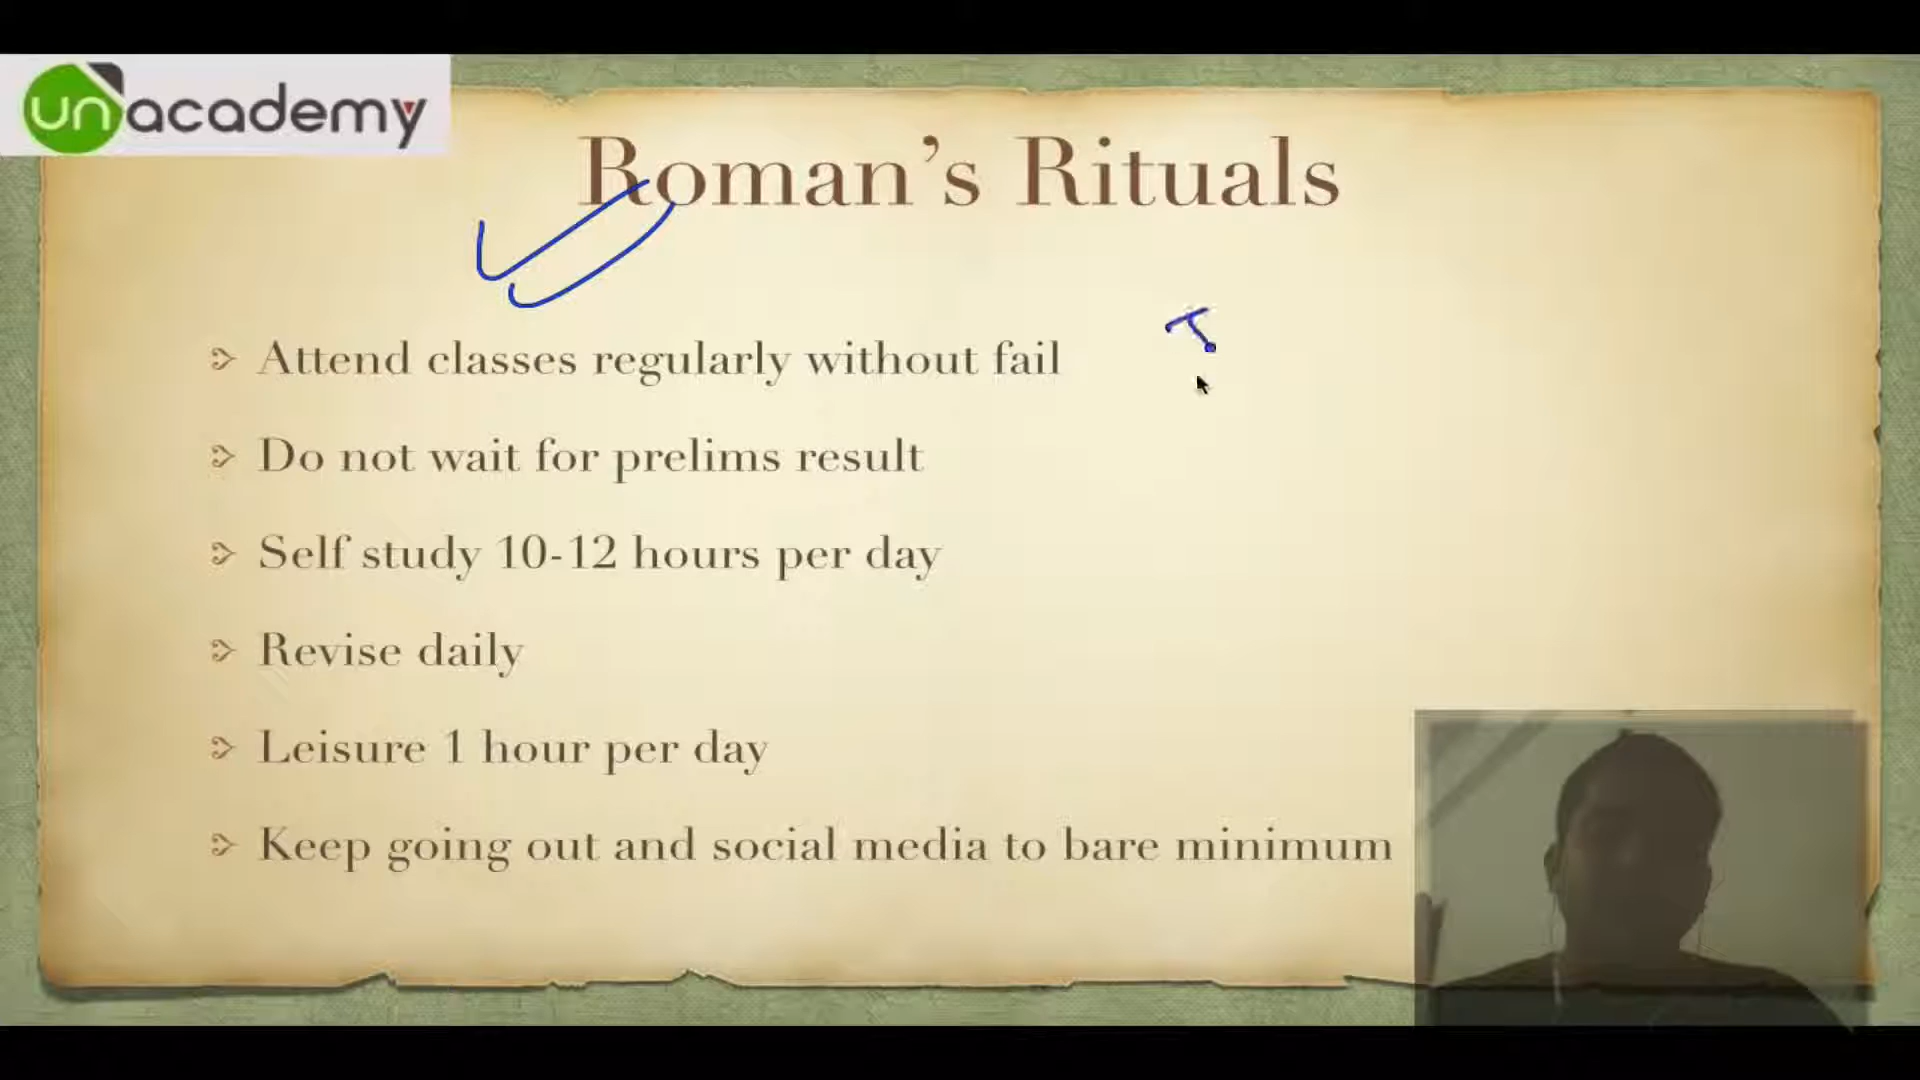 unacademy
Roman's Rituals
Attend classes regularly without fail
Do not wait for prelims result
Self study 10-12 hours per day
Revise daily
Leisure 1 hour per day
Keep going out and social media to bare minimum